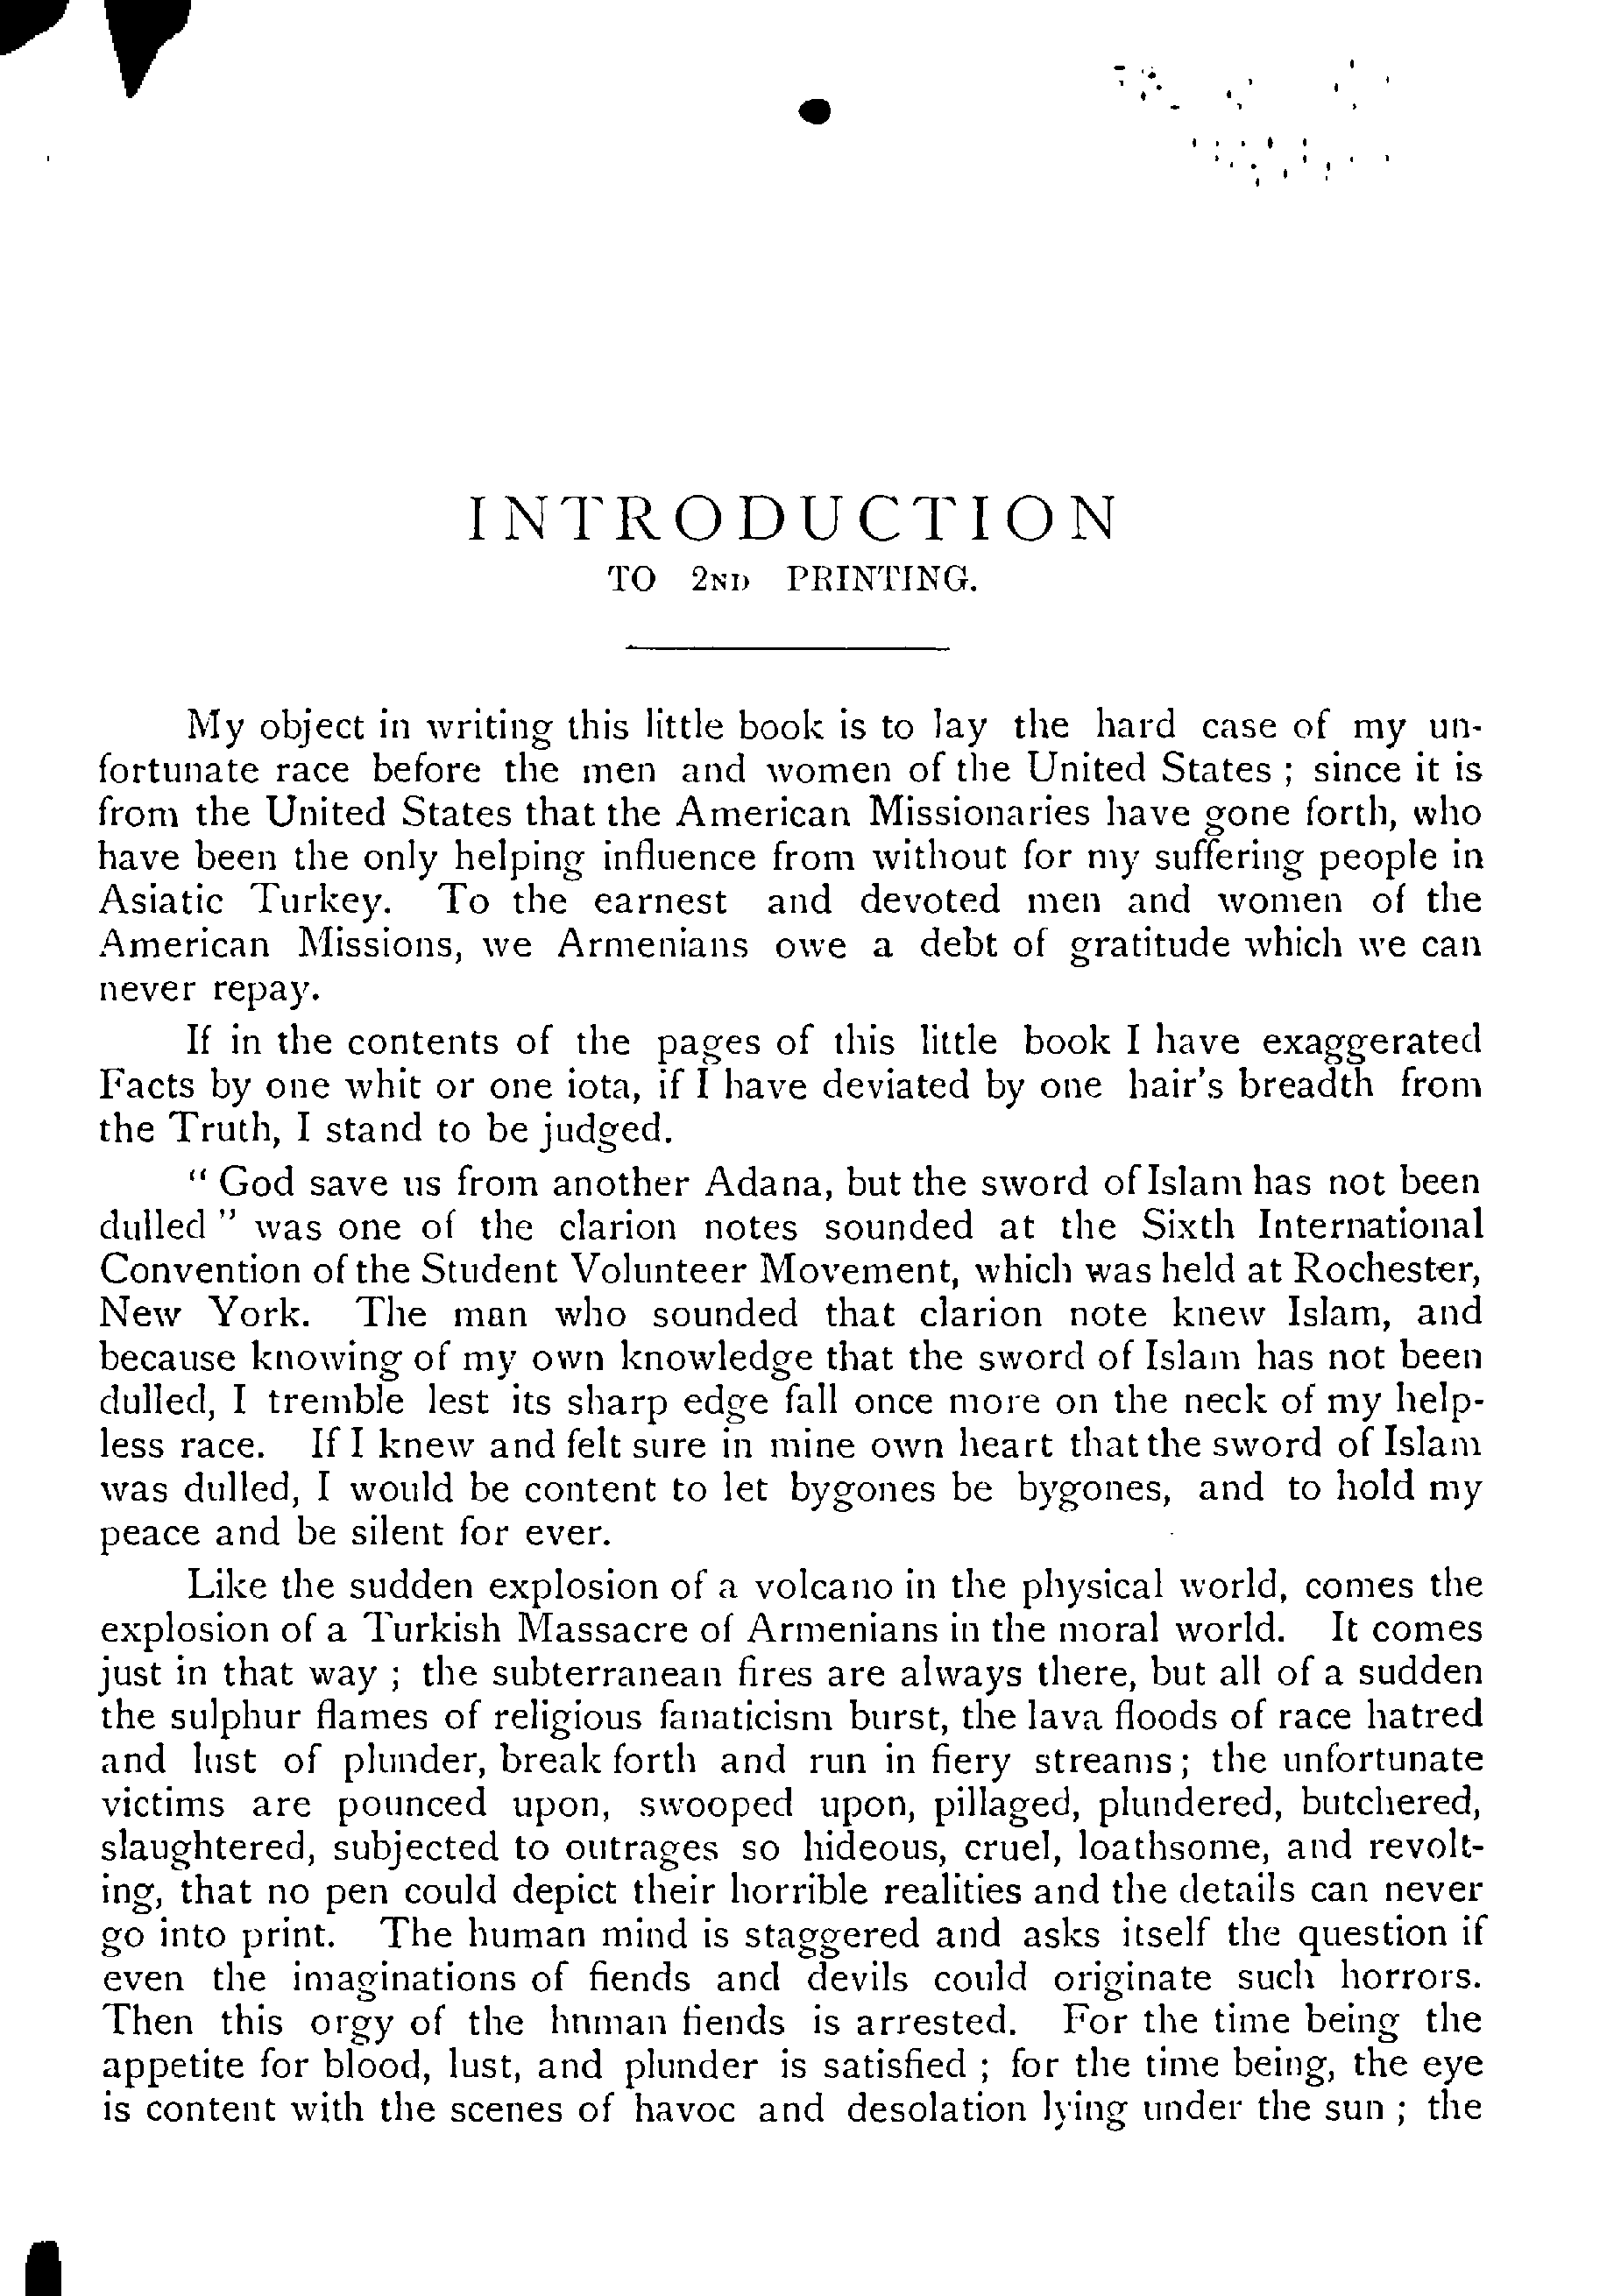 INTRODUCTION
TO 2ND PRINTING.
My object in writing this little book is to lay the hard case of my un-
fortunate race before the men and women of the United States ; since it is
from the United States that the American Missionaries have gone forth, who
have been the only helping influence from without for my suffering people in
Asiatic Turkey. To the earnest and devoted men and women of the
American Missions, we Armenians owe a debt of gratitude which we can
never repay.
If in the contents of the pages of this little book I have exaggerated
Facts by one whit or one iota, if I have deviated by one hair's breadth from
the Truth, I stand to be judged.
" God save us from another Adana, but the sword of Islam has not been
dulled " was one of the clarion notes sounded at the Sixth International
Convention of the Student Volunteer Movement, which was held at Rochester,
New York. The man who sounded that clarion note knew Islam, and
because knowing of my own knowledge that the sword of Islam has not been
dulled, I tremble lest its sharp edge fall once more on the neck of my help-
less race. If I knew and felt sure in mine own heart that the sword of Islam
was dulled, I would be content to let bygones be bygones, and to hold my
peace and be silent for ever.
Like the sudden explosion of a volcano in the physical world, comes the
explosion of a Turkish Massacre of Armenians in the moral world. It comes
just in that way ; the subterranean fires are always there, but all of a sudden
the sulphur flames of religious fanaticism burst, the lava floods of race hatred
and lust of plunder, break forth and run in fiery streams ; the unfortunate
victims are pounced upon, swooped upon, pillaged, plundered, butchered,
slaughtered, subjected to outrages so hideous, cruel, loathsome, and revolt-
ing, that no pen could depict their horrible realities and the details can never
go into print. The human mind is staggered and asks itself the question if
even the imaginations of fiends and devils could originate such horrors.
Then this orgy of the hnman fiends is arrested. For the time being the
appetite for blood, lust, and plunder is satisfied ; for the time being, the eye
is content with the scenes of havoc and desolation lying under the sun ; the